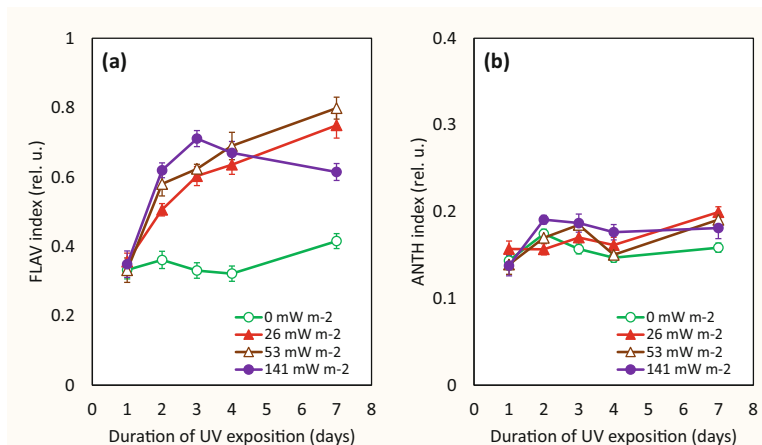 (a)
FLAV index (rel. u.)
1
0.8
0.6
0.4
0.2
0
0 mW m-2
26 mW m-2
53 mW m-2
141 mW m-2
0 1 2 3 4 5 6 7 8
Duration of UV exposition (days)
(b)
ANTH index (rel. u.)
0.4
0.3
0.2
0.1
0
0 mW m-2
26 mW m-2
53 mW m-2
141 mW m-2
0 1 2 3 4 5 6 7 8
Duration of UV exposition (days)